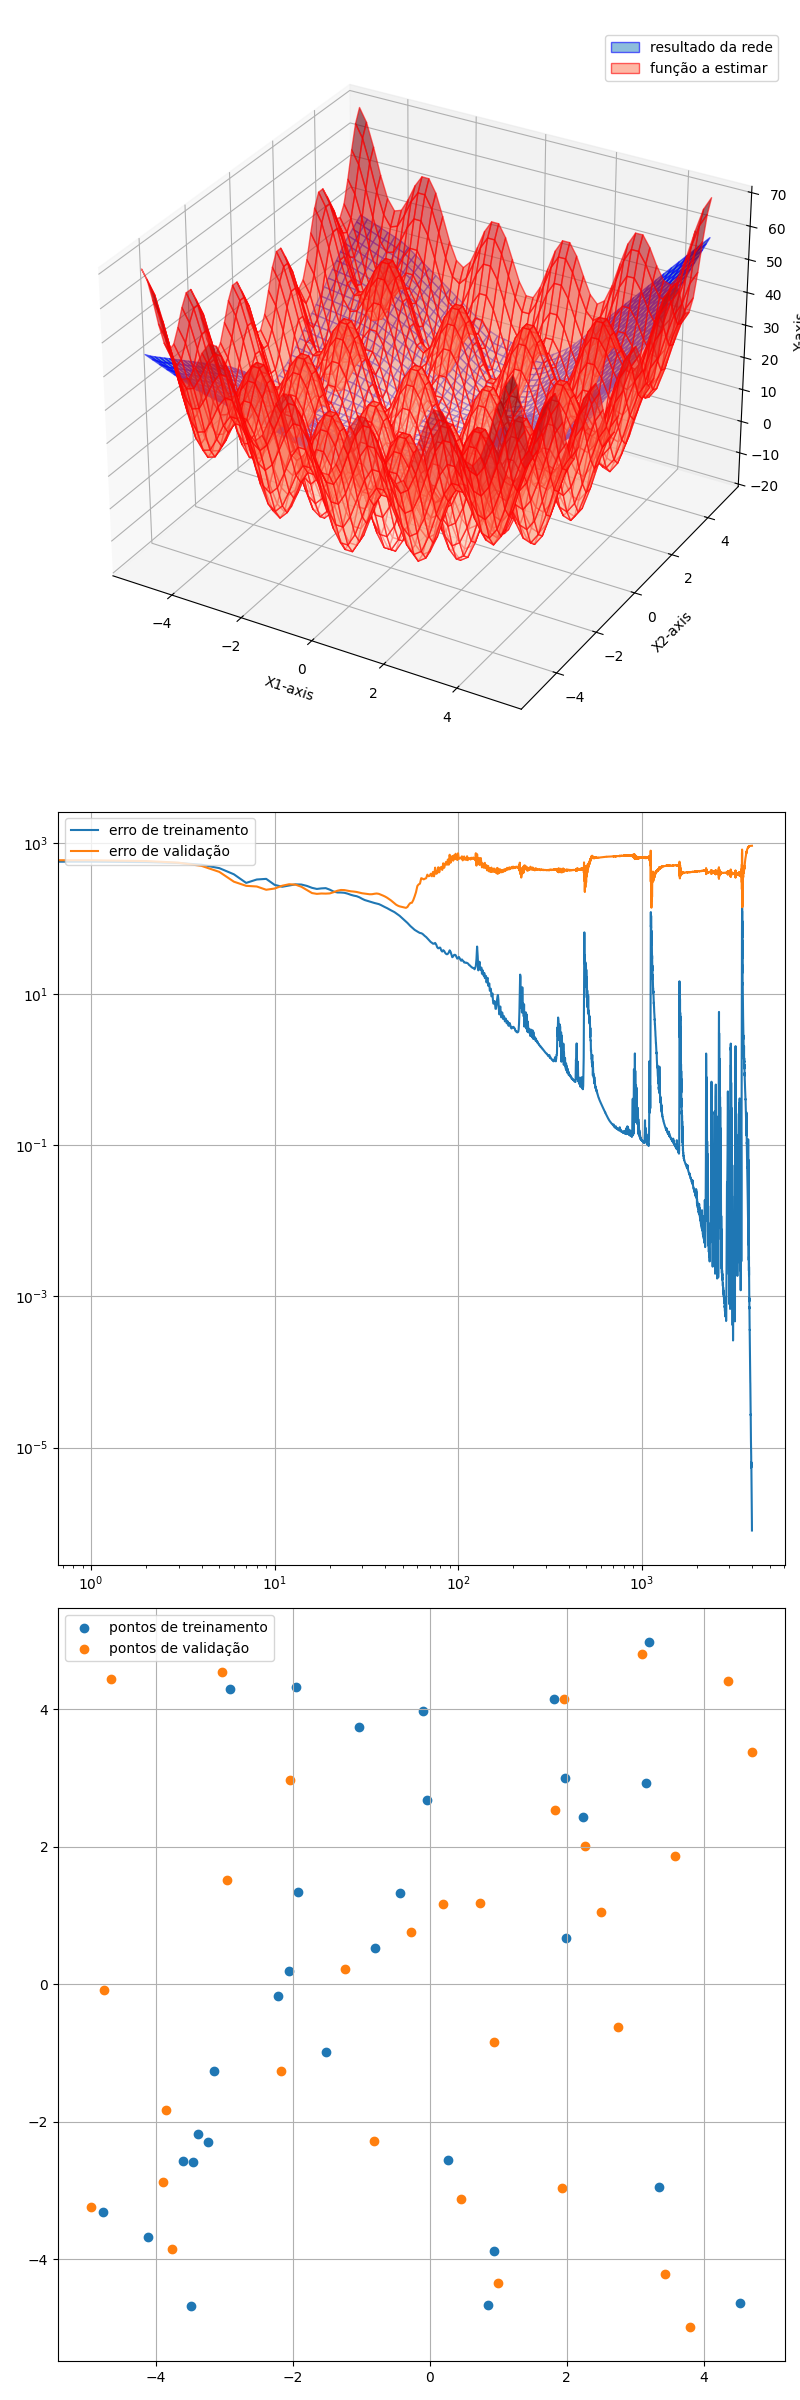 resultado da rede
função a estimar
70
60
50
40
30
20
10
0
−10
−20
−4
−2
0
2
4
X1-axis
−4
−2
0
2
4
X2-axis
Y-axis
erro de treinamento
erro de validação
10³
10¹
10⁻¹
10⁻³
10⁻⁵
10⁰ 10¹ 10² 10³
pontos de treinamento
pontos de validação
4
2
0
−2
−4
−4 −2 0 2 4